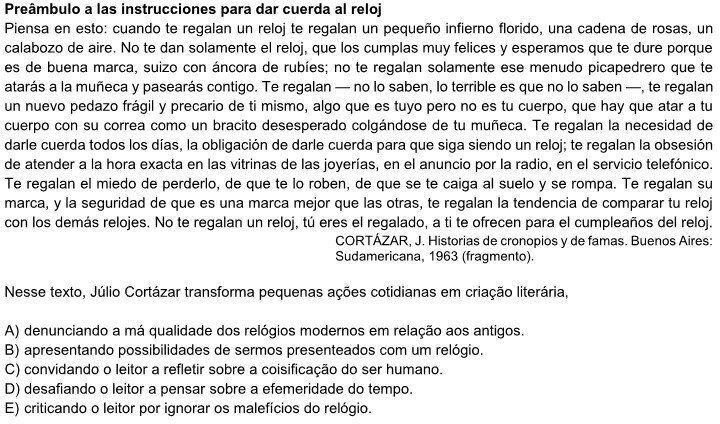 Preâmbulo a las instrucciones para dar cuerda al reloj
Piensa en esto: cuando te regalan un reloj te regalan un pequeño infierno florido, una cadena de rosas, un
calabozo de aire. No te dan solamente el reloj, que los cumplas muy felices y esperamos que te dure porque
es de buena marca, suizo con áncora de rubíes; no te regalan solamente ese menudo picapedrero que te
atarás a la muñeca y pasearás contigo. Te regalan — no lo saben, lo terrible es que no lo saben —, te regalan
un nuevo pedazo frágil y precario de ti mismo, algo que es tuyo pero no es tu cuerpo, que hay que atar a tu
cuerpo con su correa como un bracito desesperado colgándose de tu muñeca. Te regalan la necesidad de
darle cuerda todos los días, la obligación de darle cuerda para que siga siendo un reloj; te regalan la obsesión
de atender a la hora exacta en las vitrinas de las joyerías, en el anuncio por la radio, en el servicio telefónico.
Te regalan el miedo de perderlo, de que te lo roben, de que se te caiga al suelo y se rompa. Te regalan su
marca, y la seguridad de que es una marca mejor que las otras, te regalan la tendencia de comparar tu reloj
con los demás relojes. No te regalan un reloj, tú eres el regalado, a ti te ofrecen para el cumpleaños del reloj.
CORTÁZAR, J. Historias de cronopios y de famas. Buenos Aires:
Sudamericana, 1963 (fragmento).
Nesse texto, Júlio Cortázar transforma pequenas ações cotidianas em criação literária,
A) denunciando a má qualidade dos relógios modernos em relação aos antigos.
B) apresentando possibilidades de sermos presenteados com um relógio.
C) convidando o leitor a refletir sobre a coisificação do ser humano.
D) desafiando o leitor a pensar sobre a efemeridade do tempo.
E) criticando o leitor por ignorar os malefícios do relógio.